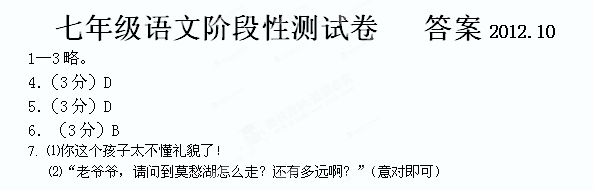 七年级语文阶段性测试卷 答案 2012.10
1—3略。
4.（3分）D
5.（3分）D
6. （3分）B
7. ⑴你这个孩子太不懂礼貌了！
⑵“老爷爷，请问到莫愁湖怎么走？还有多远啊？”（意对即可）